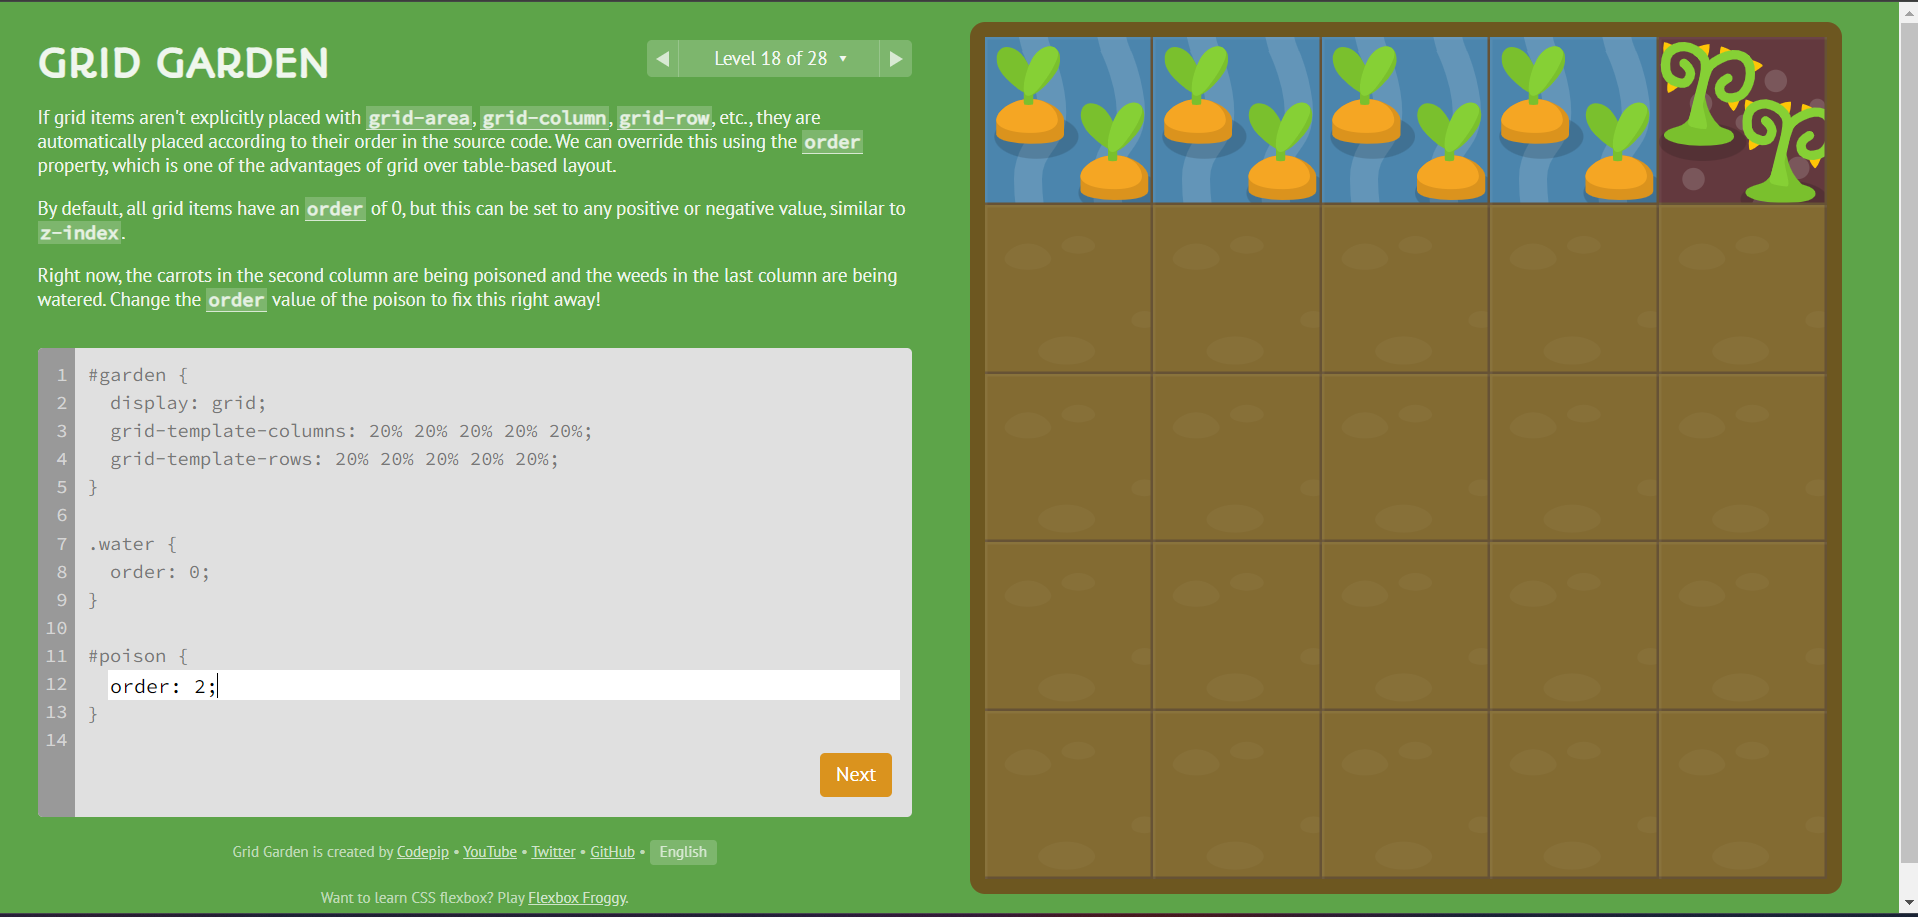 GRID GARDEN
◀ Level 18 of 28 ▼ ▶
If grid items aren't explicitly placed with grid-area, grid-column, grid-row, etc., they are
automatically placed according to their order in the source code. We can override this using the order
property, which is one of the advantages of grid over table-based layout.
By default, all grid items have an order of 0, but this can be set to any positive or negative value, similar to
z-index.
Right now, the carrots in the second column are being poisoned and the weeds in the last column are being
watered. Change the order value of the poison to fix this right away!
1 #garden {
2   display: grid;
3   grid-template-columns: 20% 20% 20% 20% 20%;
4   grid-template-rows: 20% 20% 20% 20% 20%;
5 }
6
7 .water {
8   order: 0;
9 }
10
11 #poison {
12   order: 2;
13 }
14
Next
Grid Garden is created by Codepip • YouTube • Twitter • GitHub • English
Want to learn CSS flexbox? Play Flexbox Froggy.